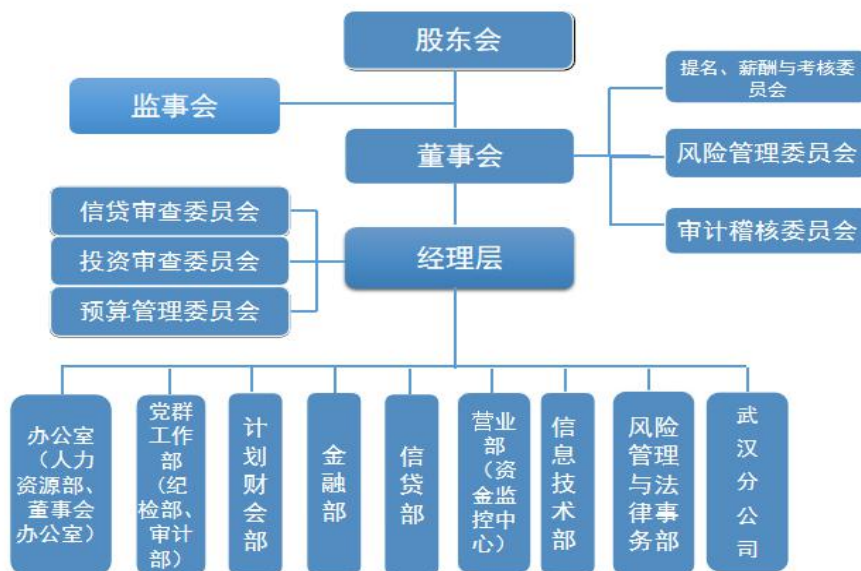 股东会
提名、薪酬与考核委
员会
监事会
董事会
风险管理委员会
信贷审查委员会
审计稽核委员会
投资审查委员会
经理层
预算管理委员会
办公室
（人力
资源部、
董事会
办公室）
党群
工作
部
（纪
检部、
审计
部）
计
划
财
会
部
金
融
部
信
贷
部
营业
部
（资
金监
控中
心）
信
息
技
术
部
风险
管理
与法
律事
务部
武
汉
分
公
司